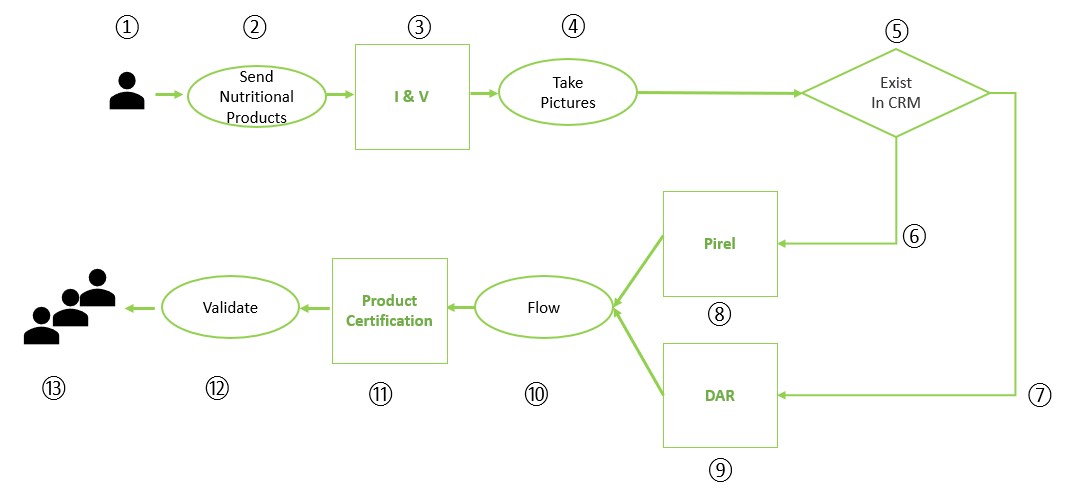 ①
②
③
④
⑤
Send
Nutritional
Products
I & V
Take
Pictures
Exist
In CRM
⑥
Pirel
⑧
Validate
Product
Certification
Flow
DAR
⑦
⑬
⑫
⑪
⑩
⑨